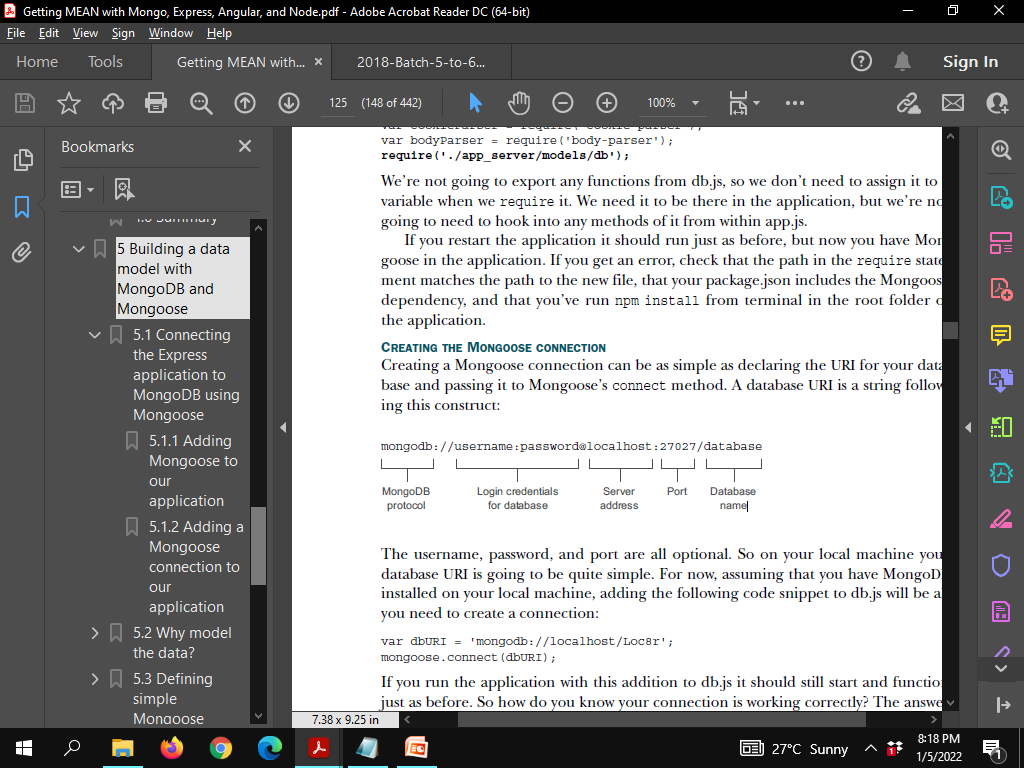 Getting MEAN with Mongo, Express, Angular, and Node.pdf - Adobe Acrobat Reader DC (64-bit)
File Edit View Sign Window Help
Home Tools Getting MEAN with... × 2018-Batch-5-to-6... Sign In
125 (148 of 442) 100%
Bookmarks
5 Building a data
model with
MongoDB and
Mongoose
5.1 Connecting
the Express
application to
MongoDB using
Mongoose
5.1.1 Adding
Mongoose to
our
application
5.1.2 Adding a
Mongoose
connection to
our
application
5.2 Why model
the data?
5.3 Defining
simple
Mongoose
var bodyParser = require('body-parser');
require('./app_server/models/db');
We're not going to export any functions from db.js, so we don't need to assign it to
variable when we require it. We need it to be there in the application, but we're
going to need to hook into any methods of it from within app.js.
If you restart the application it should run just as before, but now you have
goose in the application. If you get an error, check that the path in the require state
ment matches the path to the new file, that your package.json includes the Mongoos
dependency, and that you've run npm install from terminal in the root folder
the application.
CREATING THE MONGOOSE CONNECTION
Creating a Mongoose connection can be as simple as declaring the URI for your data
base and passing it to Mongoose's connect method. A database URI is a string follow
ing this construct:
mongodb://username:password@localhost:27027/database
MongoDB Login credentials Server Port Database
protocol for database address name
The username, password, and port are all optional. So on your local machine you
database URI is going to be quite simple. For now, assuming that you have MongoD
installed on your local machine, adding the following code snippet to db.js will be a
you need to create a connection:
var dbURI = 'mongodb://localhost/Loc8r';
mongoose.connect(dbURI);
If you run the application with this addition to db.js it should still start and functio
just as before. So how do you know your connection is working correctly? The answe
7.38 x 9.25 in
27°C Sunny
8:18 PM
1/5/2022
1